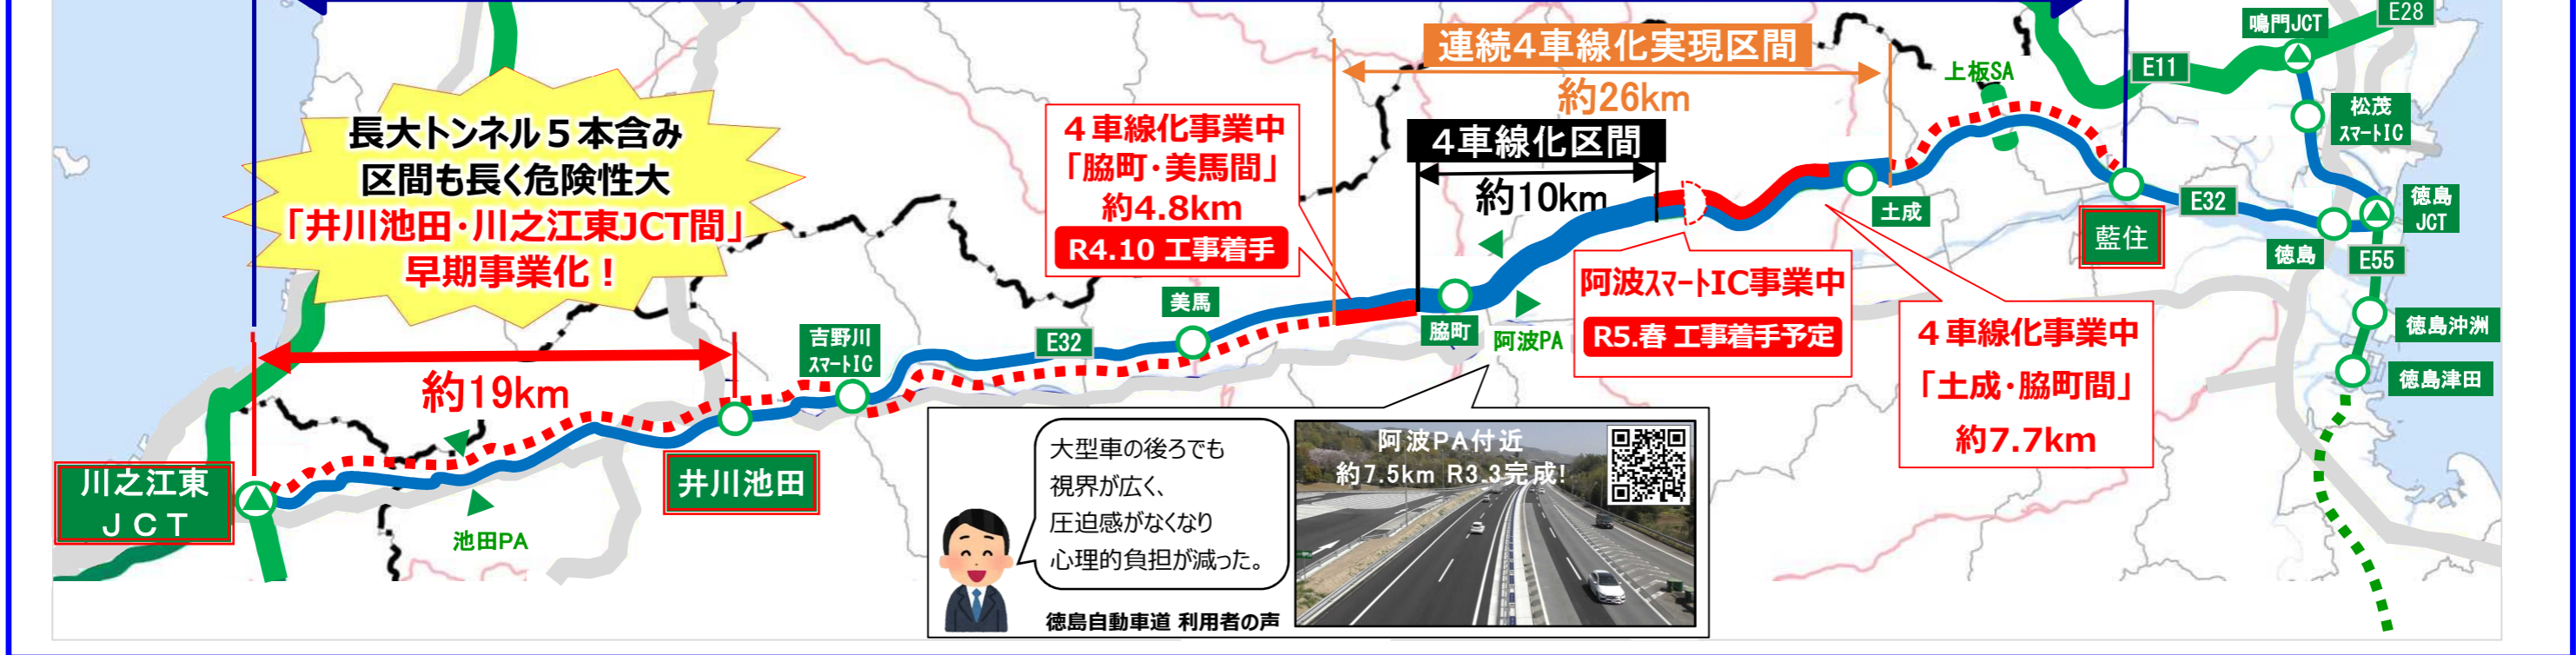 長大トンネル５本含み
区間も長く危険性大
「井川池田・川之江東JCT間」
早期事業化！
約19km
川之江東
ＪＣＴ
池田PA
井川池田
吉野川
スマートIC
E32
美馬
４車線化事業中
「脇町・美馬間」
約4.8km
R4.10 工事着手
連続4車線化実現区間
約26km
4車線化区間
約10km
脇町
阿波PA
阿波スマートIC事業中
R5.春 工事着手予定
土成
４車線化事業中
「土成・脇町間」
約7.7km
上板SA
E11
鳴門JCT
E28
松茂
スマートIC
藍住
E32
徳島
徳島
JCT
E55
徳島沖洲
徳島津田
大型車の後ろでも
視界が広く、
圧迫感がなくなり
心理的負担が減った。
徳島自動車道 利用者の声
阿波PA付近
約7.5km R3.3完成!